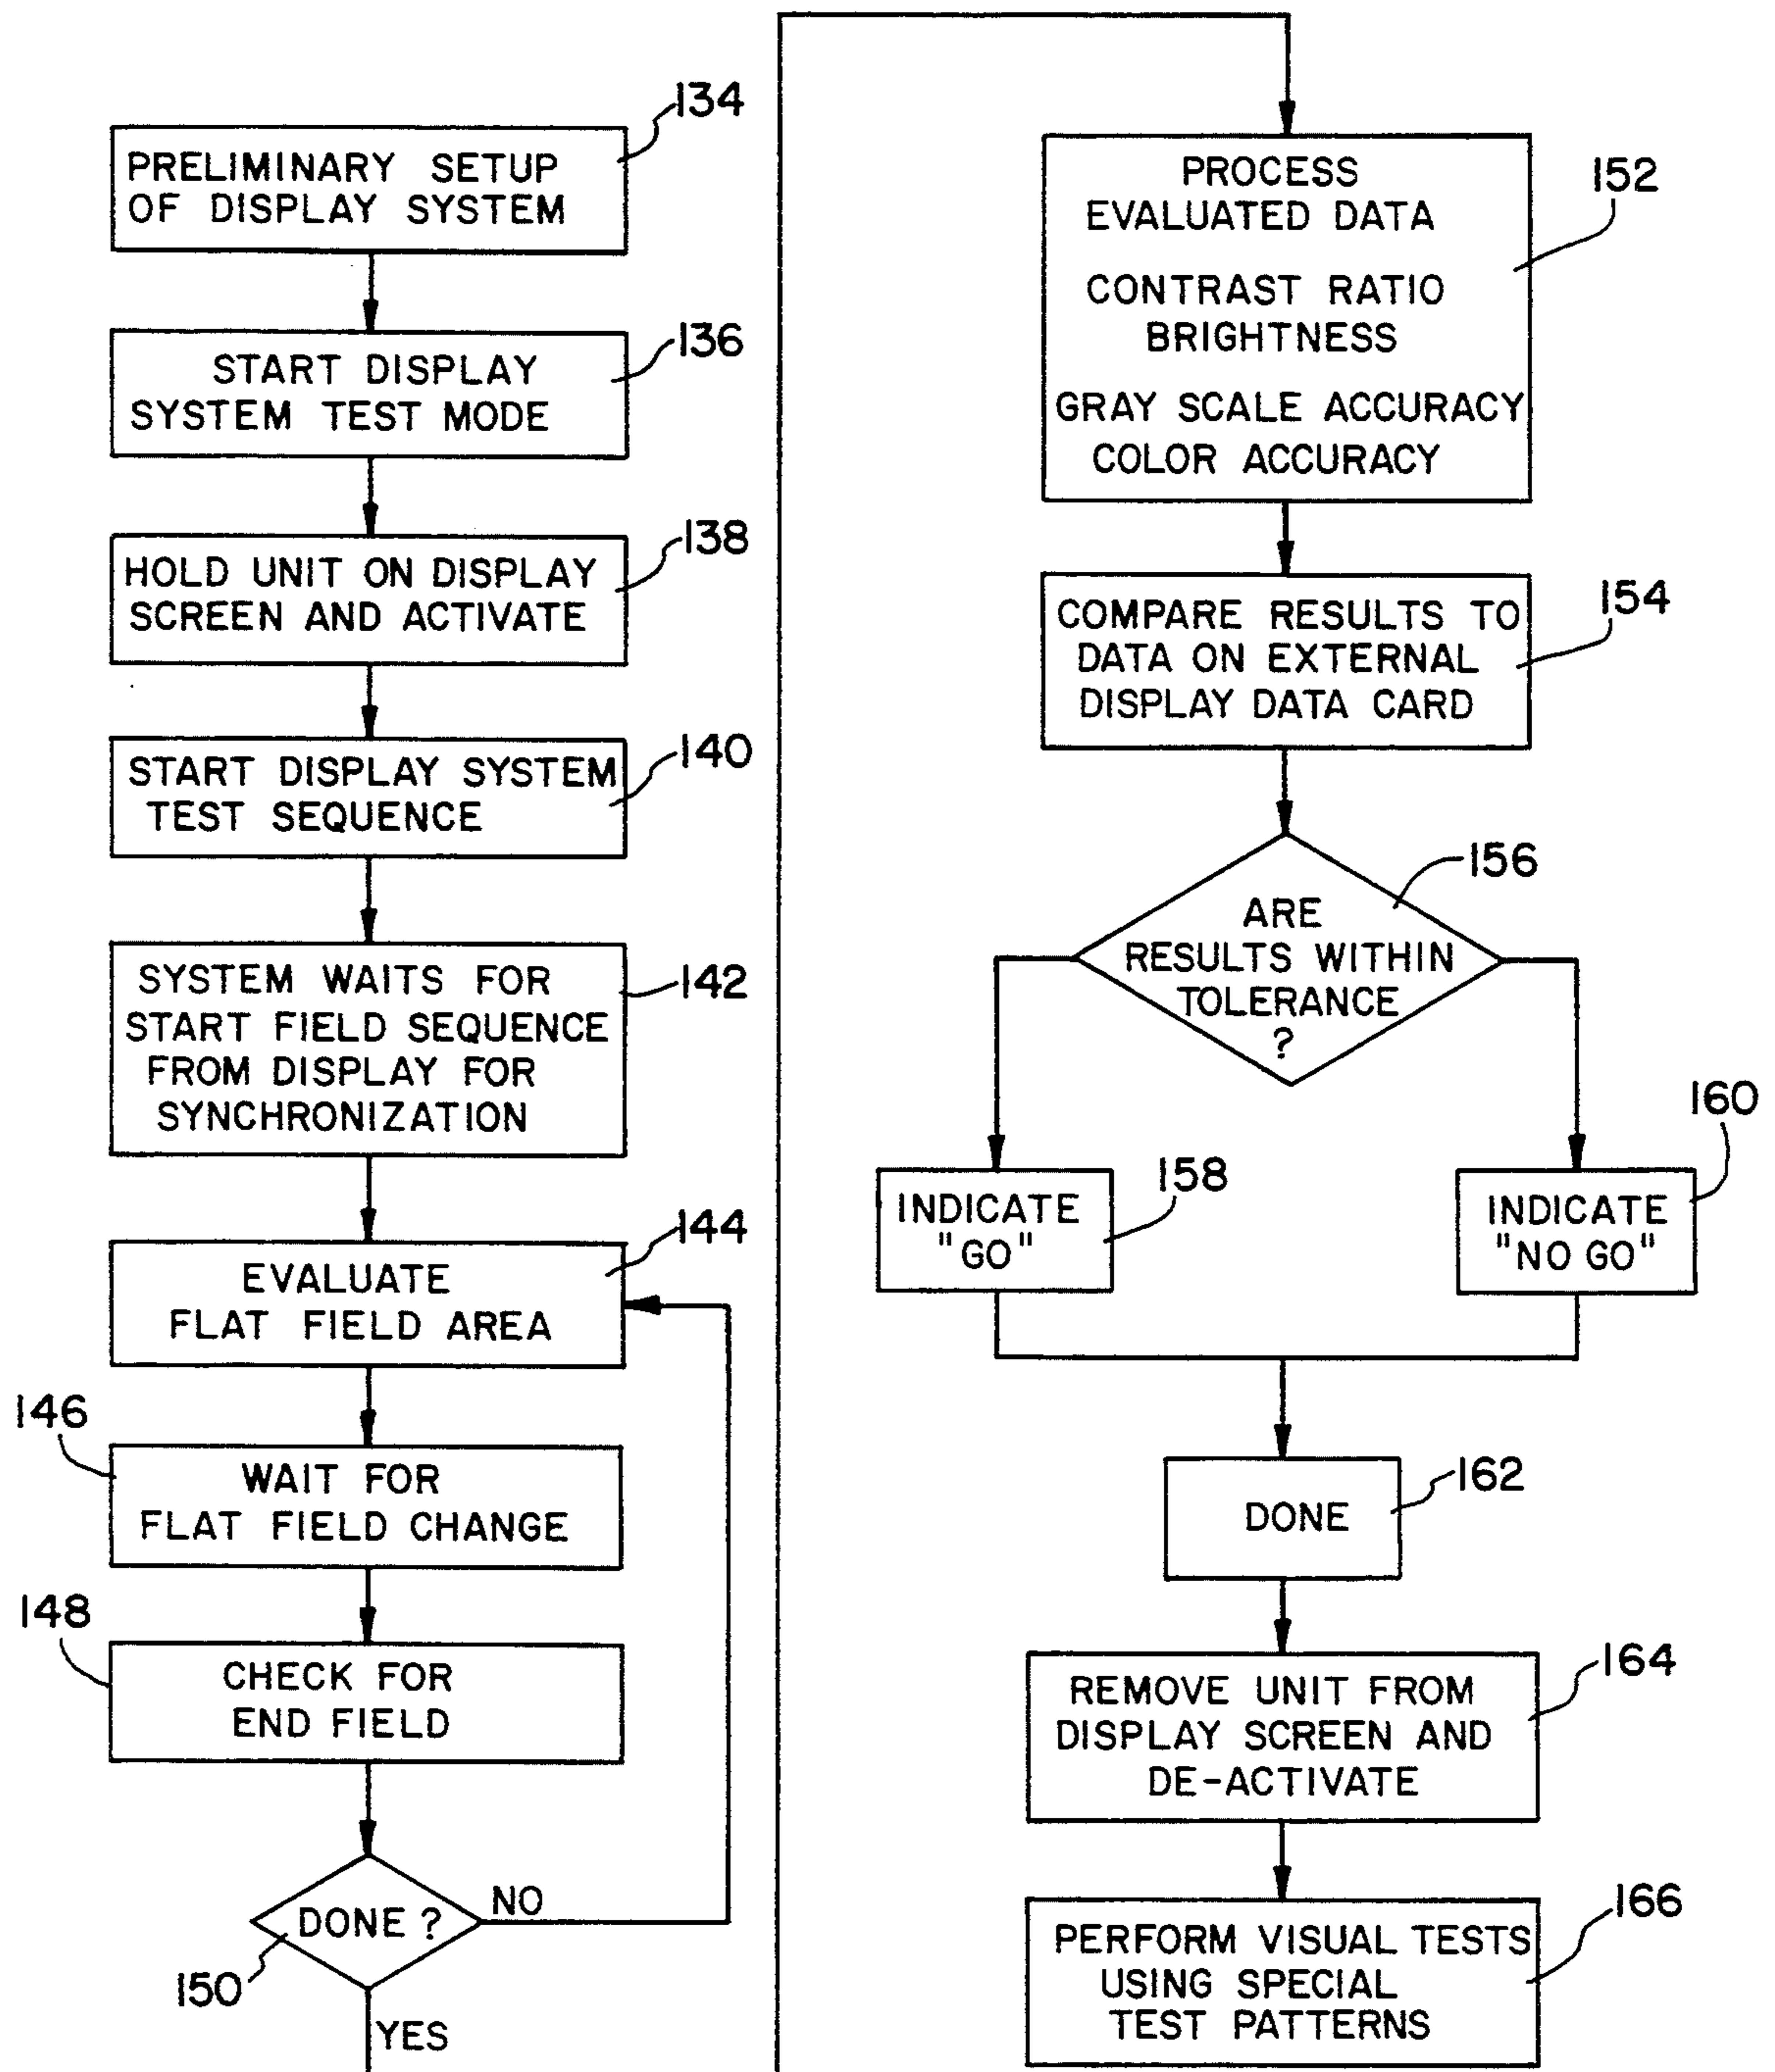 134
PRELIMINARY SETUP
OF DISPLAY SYSTEM
136
START DISPLAY
SYSTEM TEST MODE
138
HOLD UNIT ON DISPLAY
SCREEN AND ACTIVATE
140
START DISPLAY SYSTEM
TEST SEQUENCE
142
SYSTEM WAITS FOR
START FIELD SEQUENCE
FROM DISPLAY FOR
SYNCHRONIZATION
144
EVALUATE
FLAT FIELD AREA
146
WAIT FOR
FLAT FIELD CHANGE
148
CHECK FOR
END FIELD
DONE ?
NO
150
YES
152
PROCESS
EVALUATED DATA
CONTRAST RATIO
BRIGHTNESS
GRAY SCALE ACCURACY
COLOR ACCURACY
154
COMPARE RESULTS TO
DATA ON EXTERNAL
DISPLAY DATA CARD
156
ARE
RESULTS WITHIN
TOLERANCE
?
158
INDICATE
"GO"
160
INDICATE
"NO GO"
162
DONE
164
REMOVE UNIT FROM
DISPLAY SCREEN AND
DE-ACTIVATE
166
PERFORM VISUAL TESTS
USING SPECIAL
TEST PATTERNS